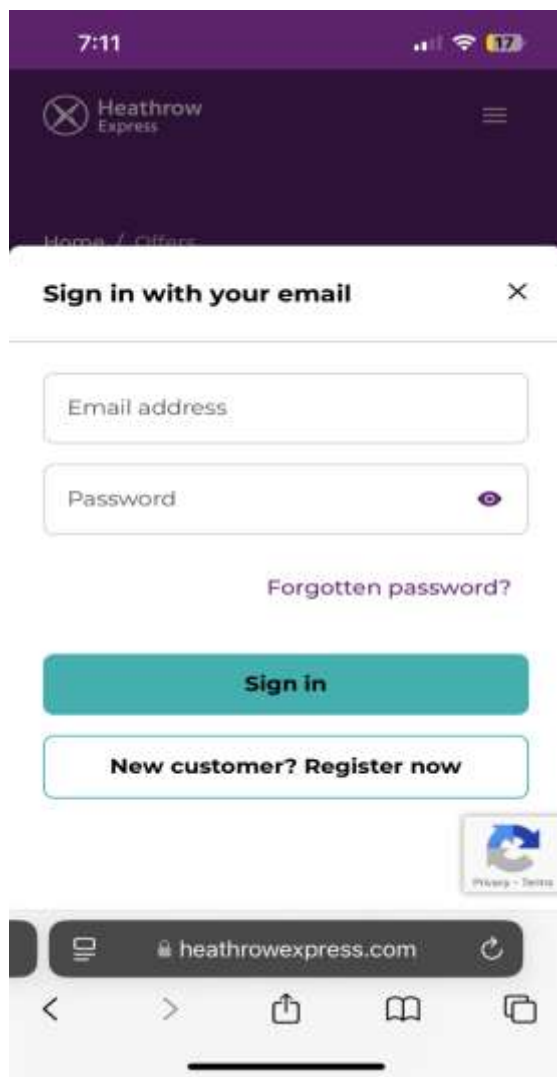 7:11
17
Heathrow
Express
Home / Offers
Sign in with your email
Email address
Password
Forgotten password?
Sign in
New customer? Register now
Privacy - Terms
heathrowexpress.com